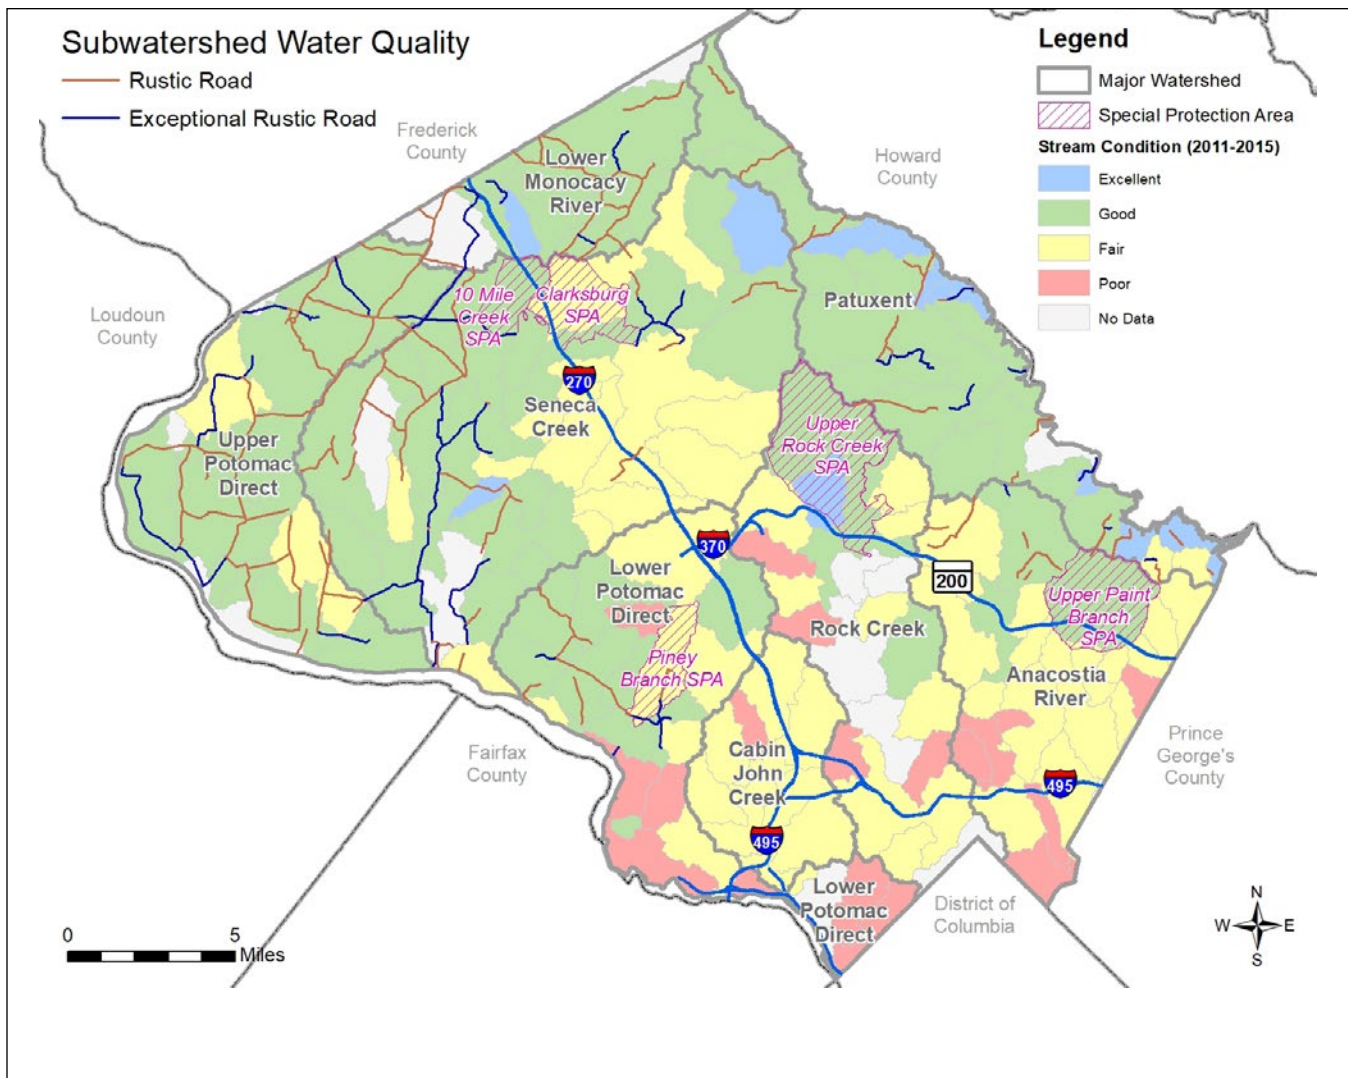 Subwatershed Water Quality
Rustic Road
Exceptional Rustic Road
Legend
Major Watershed
Special Protection Area
Stream Condition (2011-2015)
Excellent
Good
Fair
Poor
No Data
Frederick
County
Howard
County
Loudoun
County
Fairfax
County
Prince
George's
County
District of
Columbia
Lower
Monocacy
River
Patuxent
10 Mile
Creek
SPA
Clarksburg
SPA
270
Seneca
Creek
Upper
Potomac
Direct
Upper
Rock Creek
SPA
370
200
Lower
Potomac
Direct
Rock Creek
Upper Paint
Branch
SPA
Piney
Branch SPA
Anacostia
River
Cabin
John
Creek
495
495
Lower
Potomac
Direct
0 5
Miles
N
W E
S